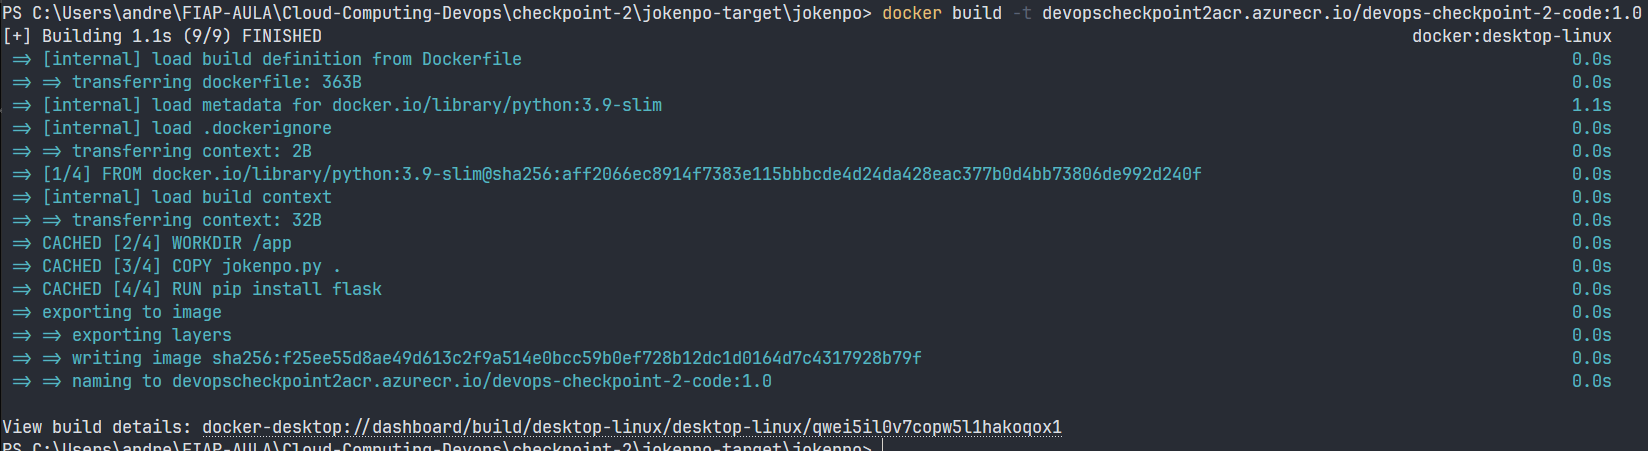 PS C:\Users\andre\FIAP-AULA\Cloud-Computing-Devops\checkpoint-2\jokenpo-target\jokenpo> docker build -t devopscheckpoint2acr.azurecr.io/devops-checkpoint-2-code:1.0
[+] Building 1.1s (9/9) FINISHED docker:desktop-linux
=> [internal] load build definition from Dockerfile 0.0s
=> => transferring dockerfile: 363B 0.0s
=> [internal] load metadata for docker.io/library/python:3.9-slim 1.1s
=> [internal] load .dockerignore 0.0s
=> => transferring context: 2B 0.0s
=> [1/4] FROM docker.io/library/python:3.9-slim@sha256:aff2066ec8914f7383e115bbbcde4d24da428eac377b0d4bb73806de992d240f 0.0s
=> [internal] load build context 0.0s
=> => transferring context: 32B 0.0s
=> CACHED [2/4] WORKDIR /app 0.0s
=> CACHED [3/4] COPY jokenpo.py . 0.0s
=> CACHED [4/4] RUN pip install flask 0.0s
=> exporting to image 0.0s
=> => exporting layers 0.0s
=> => writing image sha256:f25ee55d8ae49d613c2f9a514e0bcc59b0ef728b12dc1d0164d7c4317928b79f 0.0s
=> => naming to devopscheckpoint2acr.azurecr.io/devops-checkpoint-2-code:1.0 0.0s
View build details: docker-desktop://dashboard/build/desktop-linux/desktop-linux/qwei5il0v7copw5l1hakoqox1
PS C:\Users\andre\FIAP-AULA\Cloud-Computing-Devops\checkpoint-2\jokenpo-target\jokenpo>